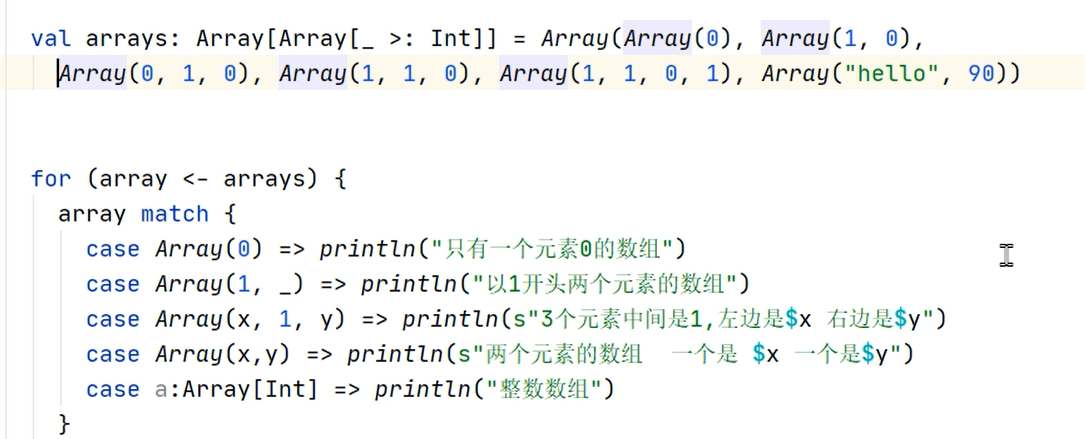 val arrays: Array[Array[_ >: Int]] = Array(Array(0), Array(1, 0),
Array(0, 1, 0), Array(1, 1, 0), Array(1, 1, 0, 1), Array("hello", 90))
for (array <- arrays) {
array match {
case Array(0) => println("只有一个元素0的数组")
case Array(1, _) => println("以1开头两个元素的数组")
case Array(x, 1, y) => println(s"3个元素中间是1,左边是$x 右边是$y")
case Array(x,y) => println(s"两个元素的数组  一个是 $x 一个是$y")
case a:Array[Int] => println("整数数组")
}